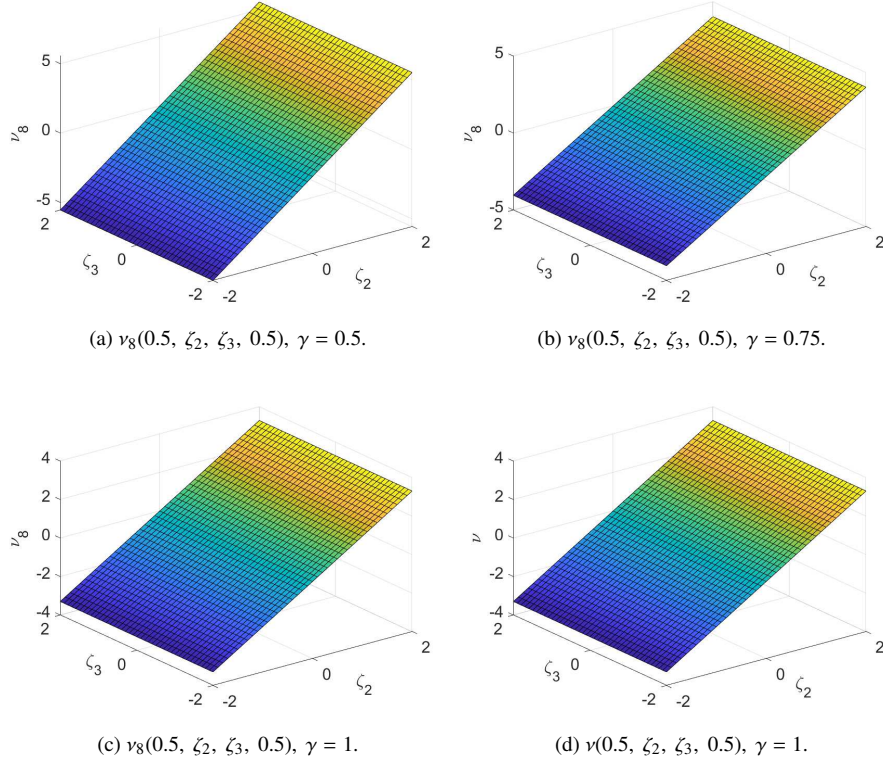 5
0
-5
ν8
2
0
-2
ζ3
-2
0
2
ζ2
(a) ν8(0.5, ζ2, ζ3, 0.5), γ = 0.5.
5
0
-5
ν8
2
0
-2
ζ3
-2
0
2
ζ2
(b) ν8(0.5, ζ2, ζ3, 0.5), γ = 0.75.
4
2
0
-2
-4
ν8
2
0
-2
ζ3
-2
0
2
ζ2
(c) ν8(0.5, ζ2, ζ3, 0.5), γ = 1.
4
2
0
-2
-4
ν
2
0
-2
ζ3
-2
0
2
ζ2
(d) ν(0.5, ζ2, ζ3, 0.5), γ = 1.